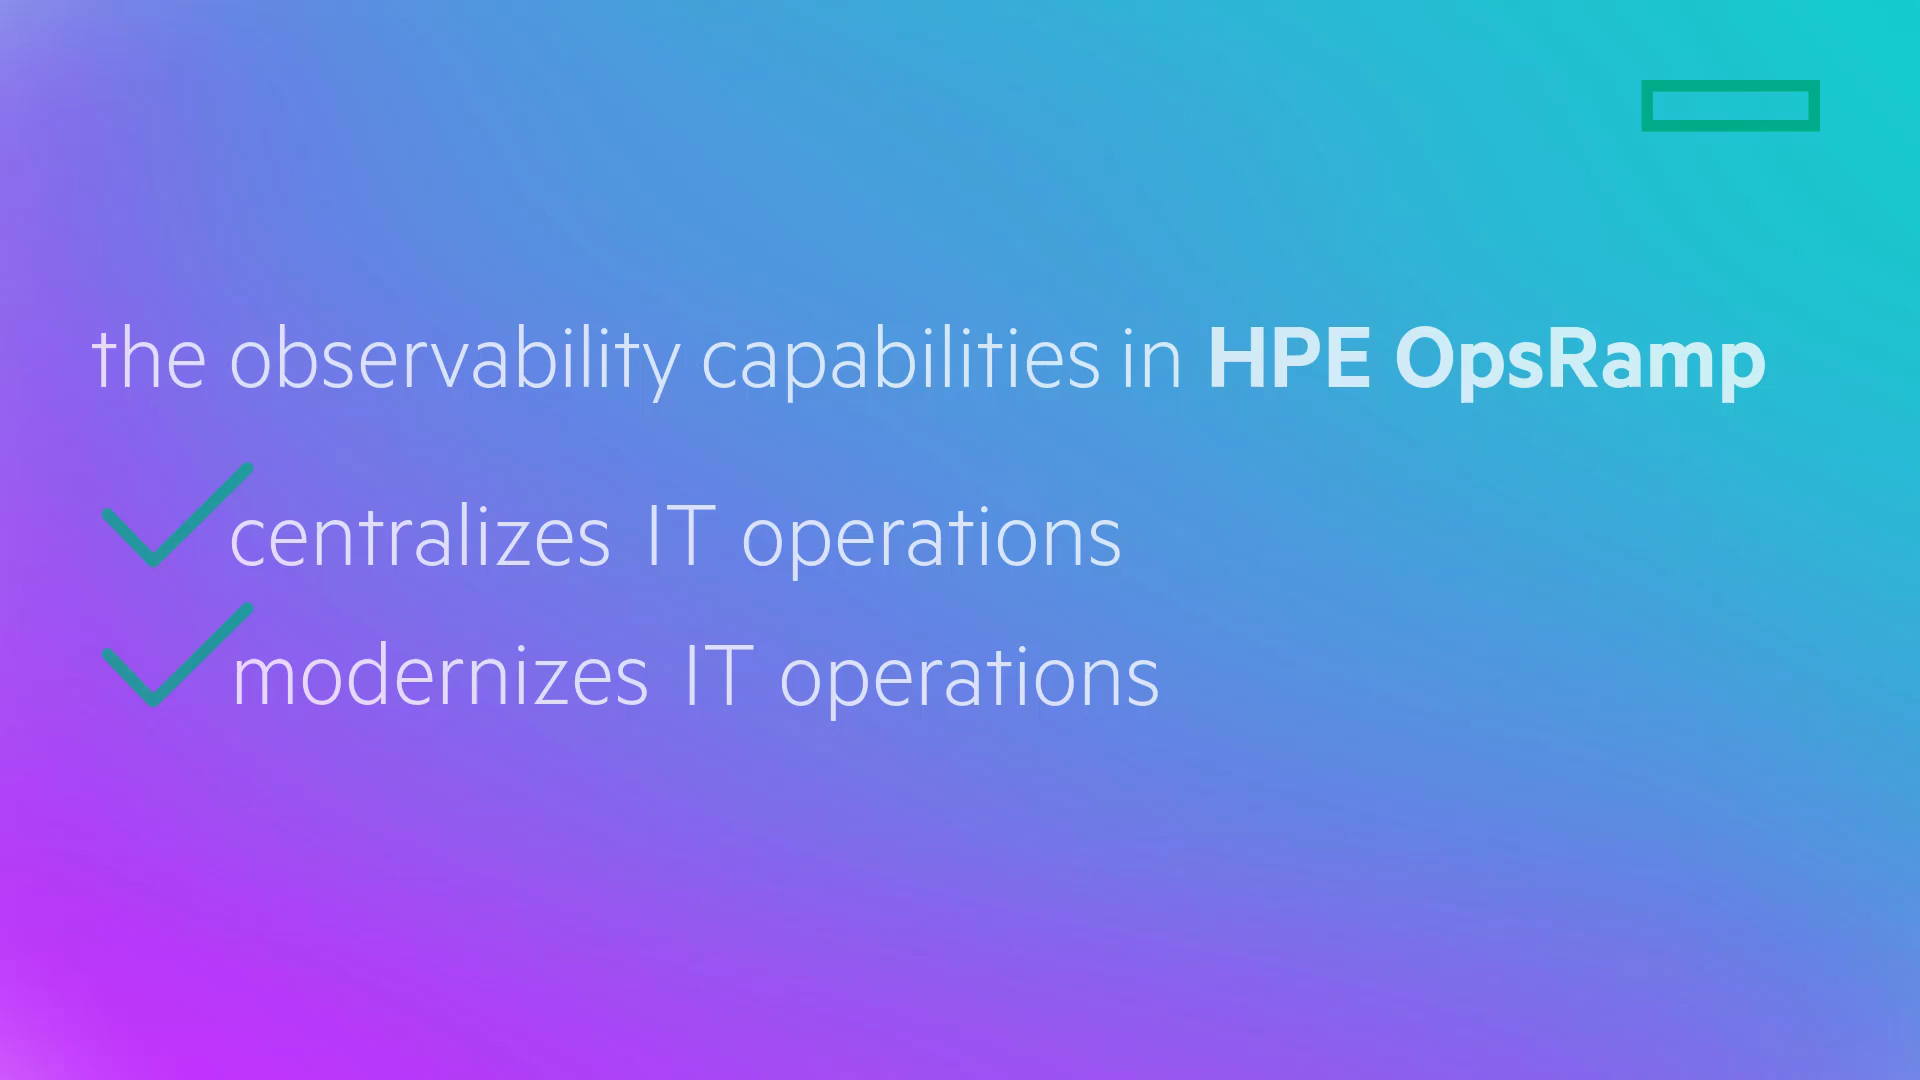 the observability capabilities in HPE OpsRamp
centralizes IT operations
modernizes IT operations